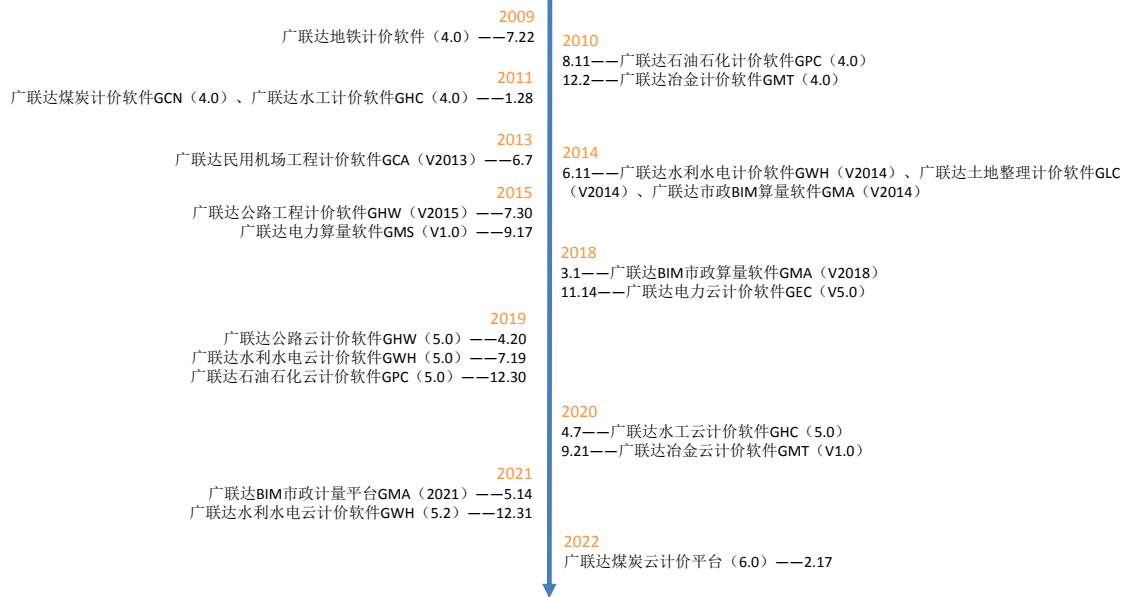 2009
广联达地铁计价软件（4.0）——7.22
2010
8.11——广联达石油石化计价软件GPC（4.0）
12.2——广联达冶金计价软件GMT（4.0）
2011
广联达煤炭计价软件GCN（4.0）、广联达水工计价软件GHC（4.0）——1.28
2013
广联达民用机场工程计价软件GCA（V2013）——6.7
2014
6.11——广联达水利水电计价软件GWH（V2014）、广联达土地整理计价软件GLC
（V2014）、广联达市政BIM算量软件GMA（V2014）
2015
广联达公路工程计价软件GHW（V2015）——7.30
广联达电力算量软件GMS（V1.0）——9.17
2018
3.1——广联达BIM市政算量软件GMA（V2018）
11.14——广联达电力云计价软件GEC（V5.0）
2019
广联达公路云计价软件GHW（5.0）——4.20
广联达水利水电云计价软件GWH（5.0）——7.19
广联达石油石化云计价软件GPC（5.0）——12.30
2020
4.7——广联达水工云计价软件GHC（5.0）
9.21——广联达冶金云计价软件GMT（V1.0）
2021
广联达BIM市政计量平台GMA（2021）——5.14
广联达水利水电云计价软件GWH（5.2）——12.31
2022
广联达煤炭云计价平台（6.0）——2.17